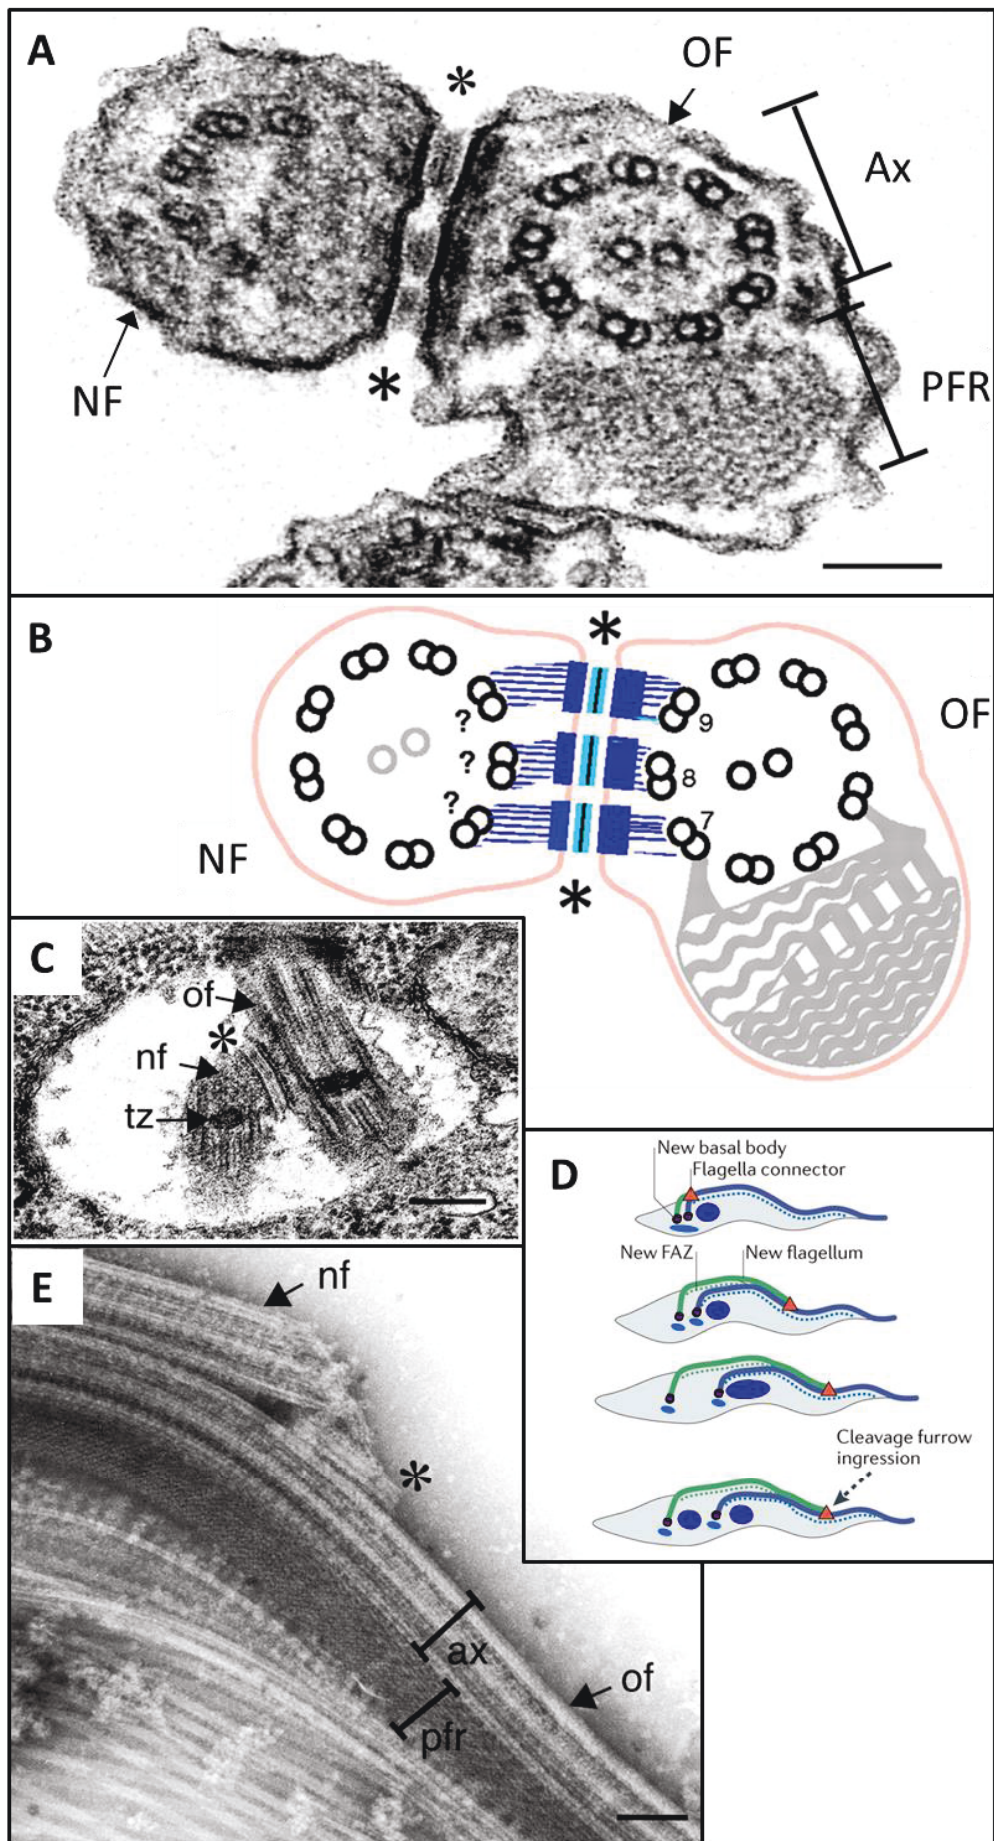 A
*
OF
Ax
NF
*
PFR
B
*
OF
?
9
?
8
?
7
NF
*
C
of
*
nf
tz
D
New basal body
Flagella connector
New FAZ
New flagellum
Cleavage furrow
ingression
E
nf
*
ax
of
pfr